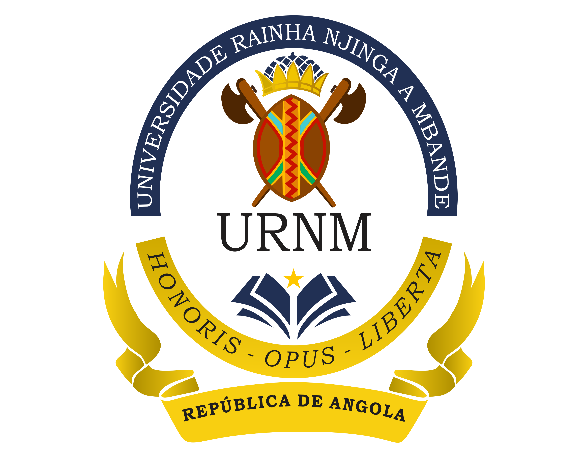 UNIVERSIDADE RAINHA NJINGA A MBANDE
URNM
HONORIS - OPUS - LIBERTA
REPÚBLICA DE ANGOLA